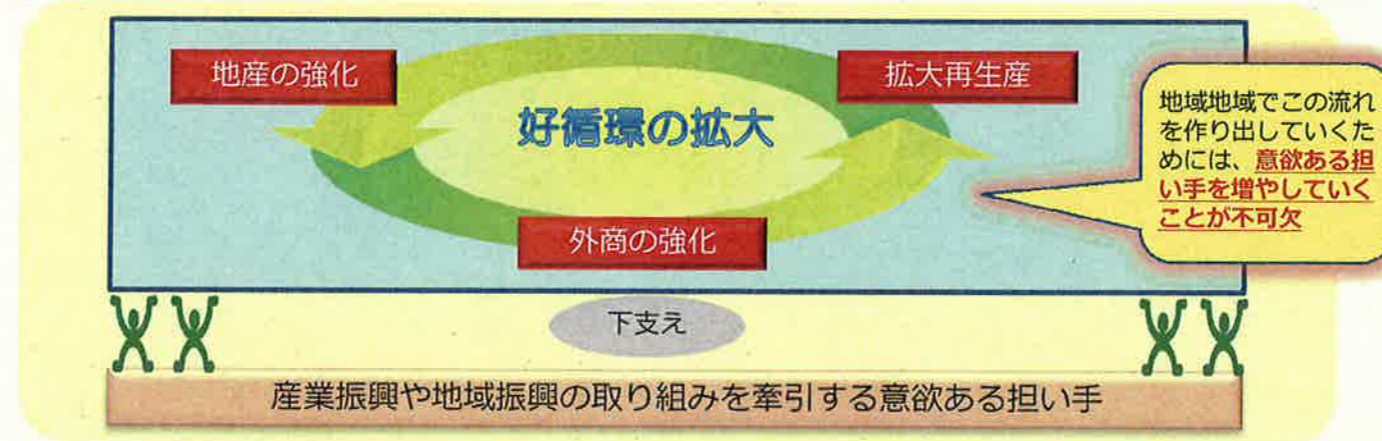 地産の強化
拡大再生産
好循環の拡大
外商の強化
地域地域でこの流れ
を作り出していくた
めには、意欲ある担
い手を増やしていく
ことが不可欠
下支え
産業振興や地域振興の取り組みを牽引する意欲ある担い手